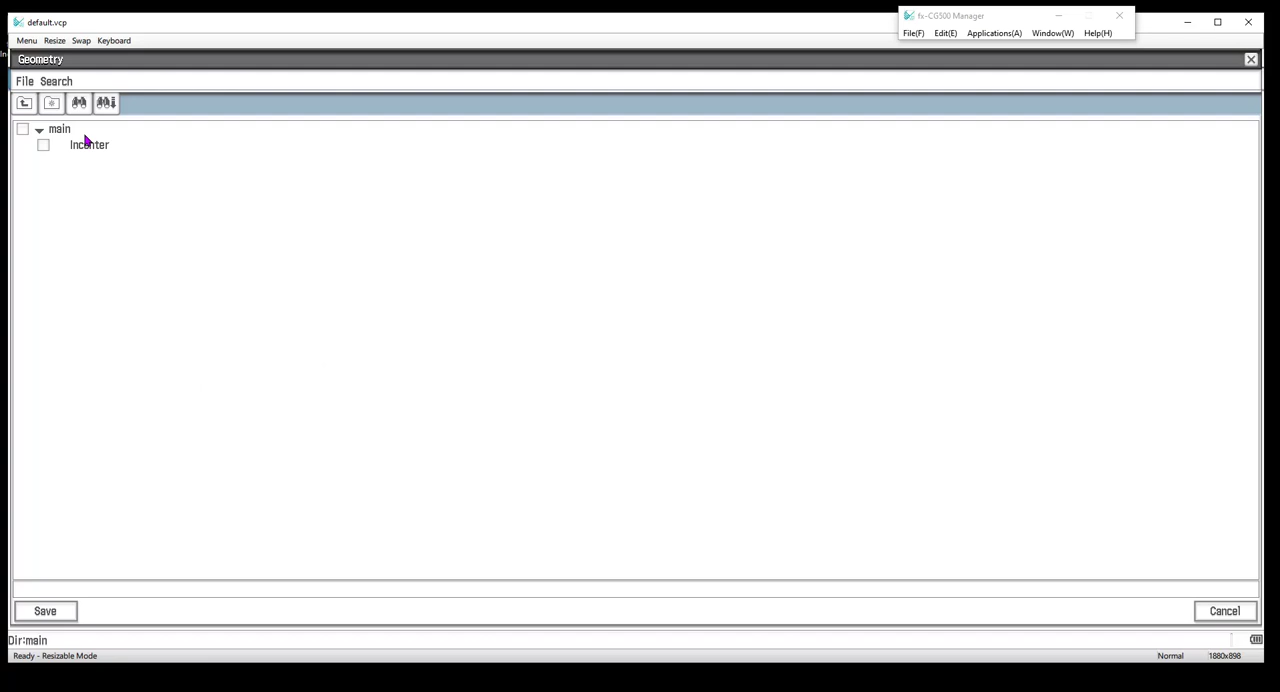 default.vcp
fx-CG500 Manager
File(F) Edit(E) Applications(A) Window(W) Help(H)
Menu Resize Swap Keyboard
Geometry
File Search
main
Incenter
Save
Cancel
Dir:main
Ready - Resizable Mode
Normal
1880x898